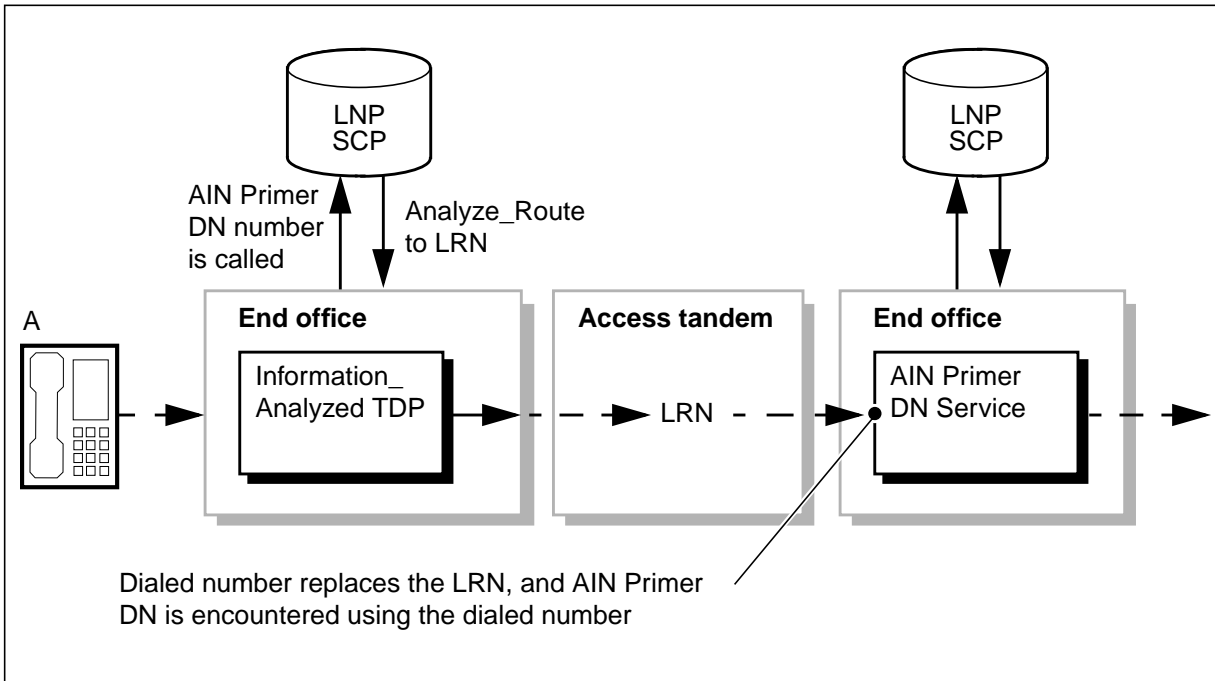 LNP
SCP
LNP
SCP
AIN Primer
DN number
is called
Analyze_Route
to LRN
A
End office
Access tandem
End office
Information_
Analyzed TDP
LRN
AIN Primer
DN Service
Dialed number replaces the LRN, and AIN Primer
DN is encountered using the dialed number